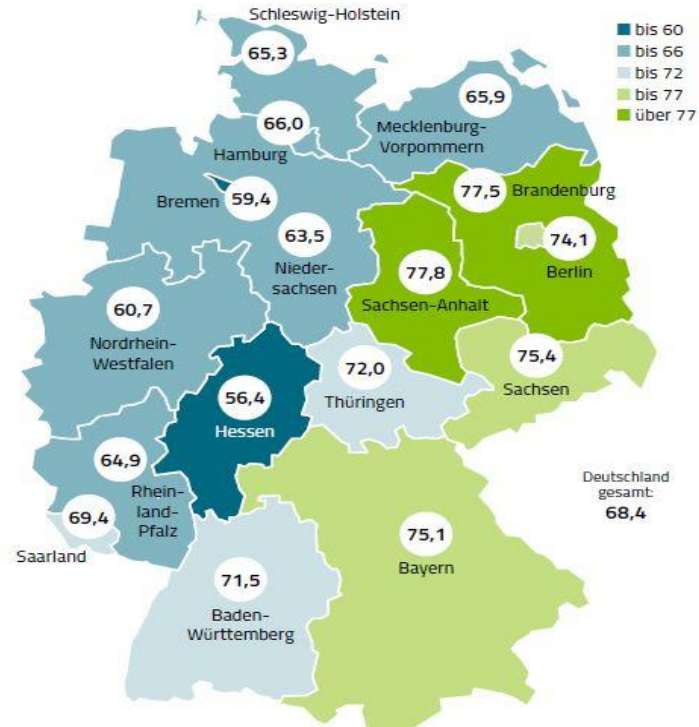 Schleswig-Holstein
65,3
bis 60
bis 66
bis 72
bis 77
über 77
65,9
Mecklenburg-
Vorpommern
66,0
Hamburg
Bremen
59,4
77,5
Brandenburg
74,1
Berlin
63,5
Nieder-
sachsen
77,8
Sachsen-Anhalt
60,7
Nordrhein-
Westfalen
75,4
Sachsen
72,0
Thüringen
56,4
Hessen
64,9
Rhein-
land-
Pfalz
69,4
Saarland
Deutschland
gesamt:
68,4
75,1
Bayern
71,5
Baden-
Württemberg